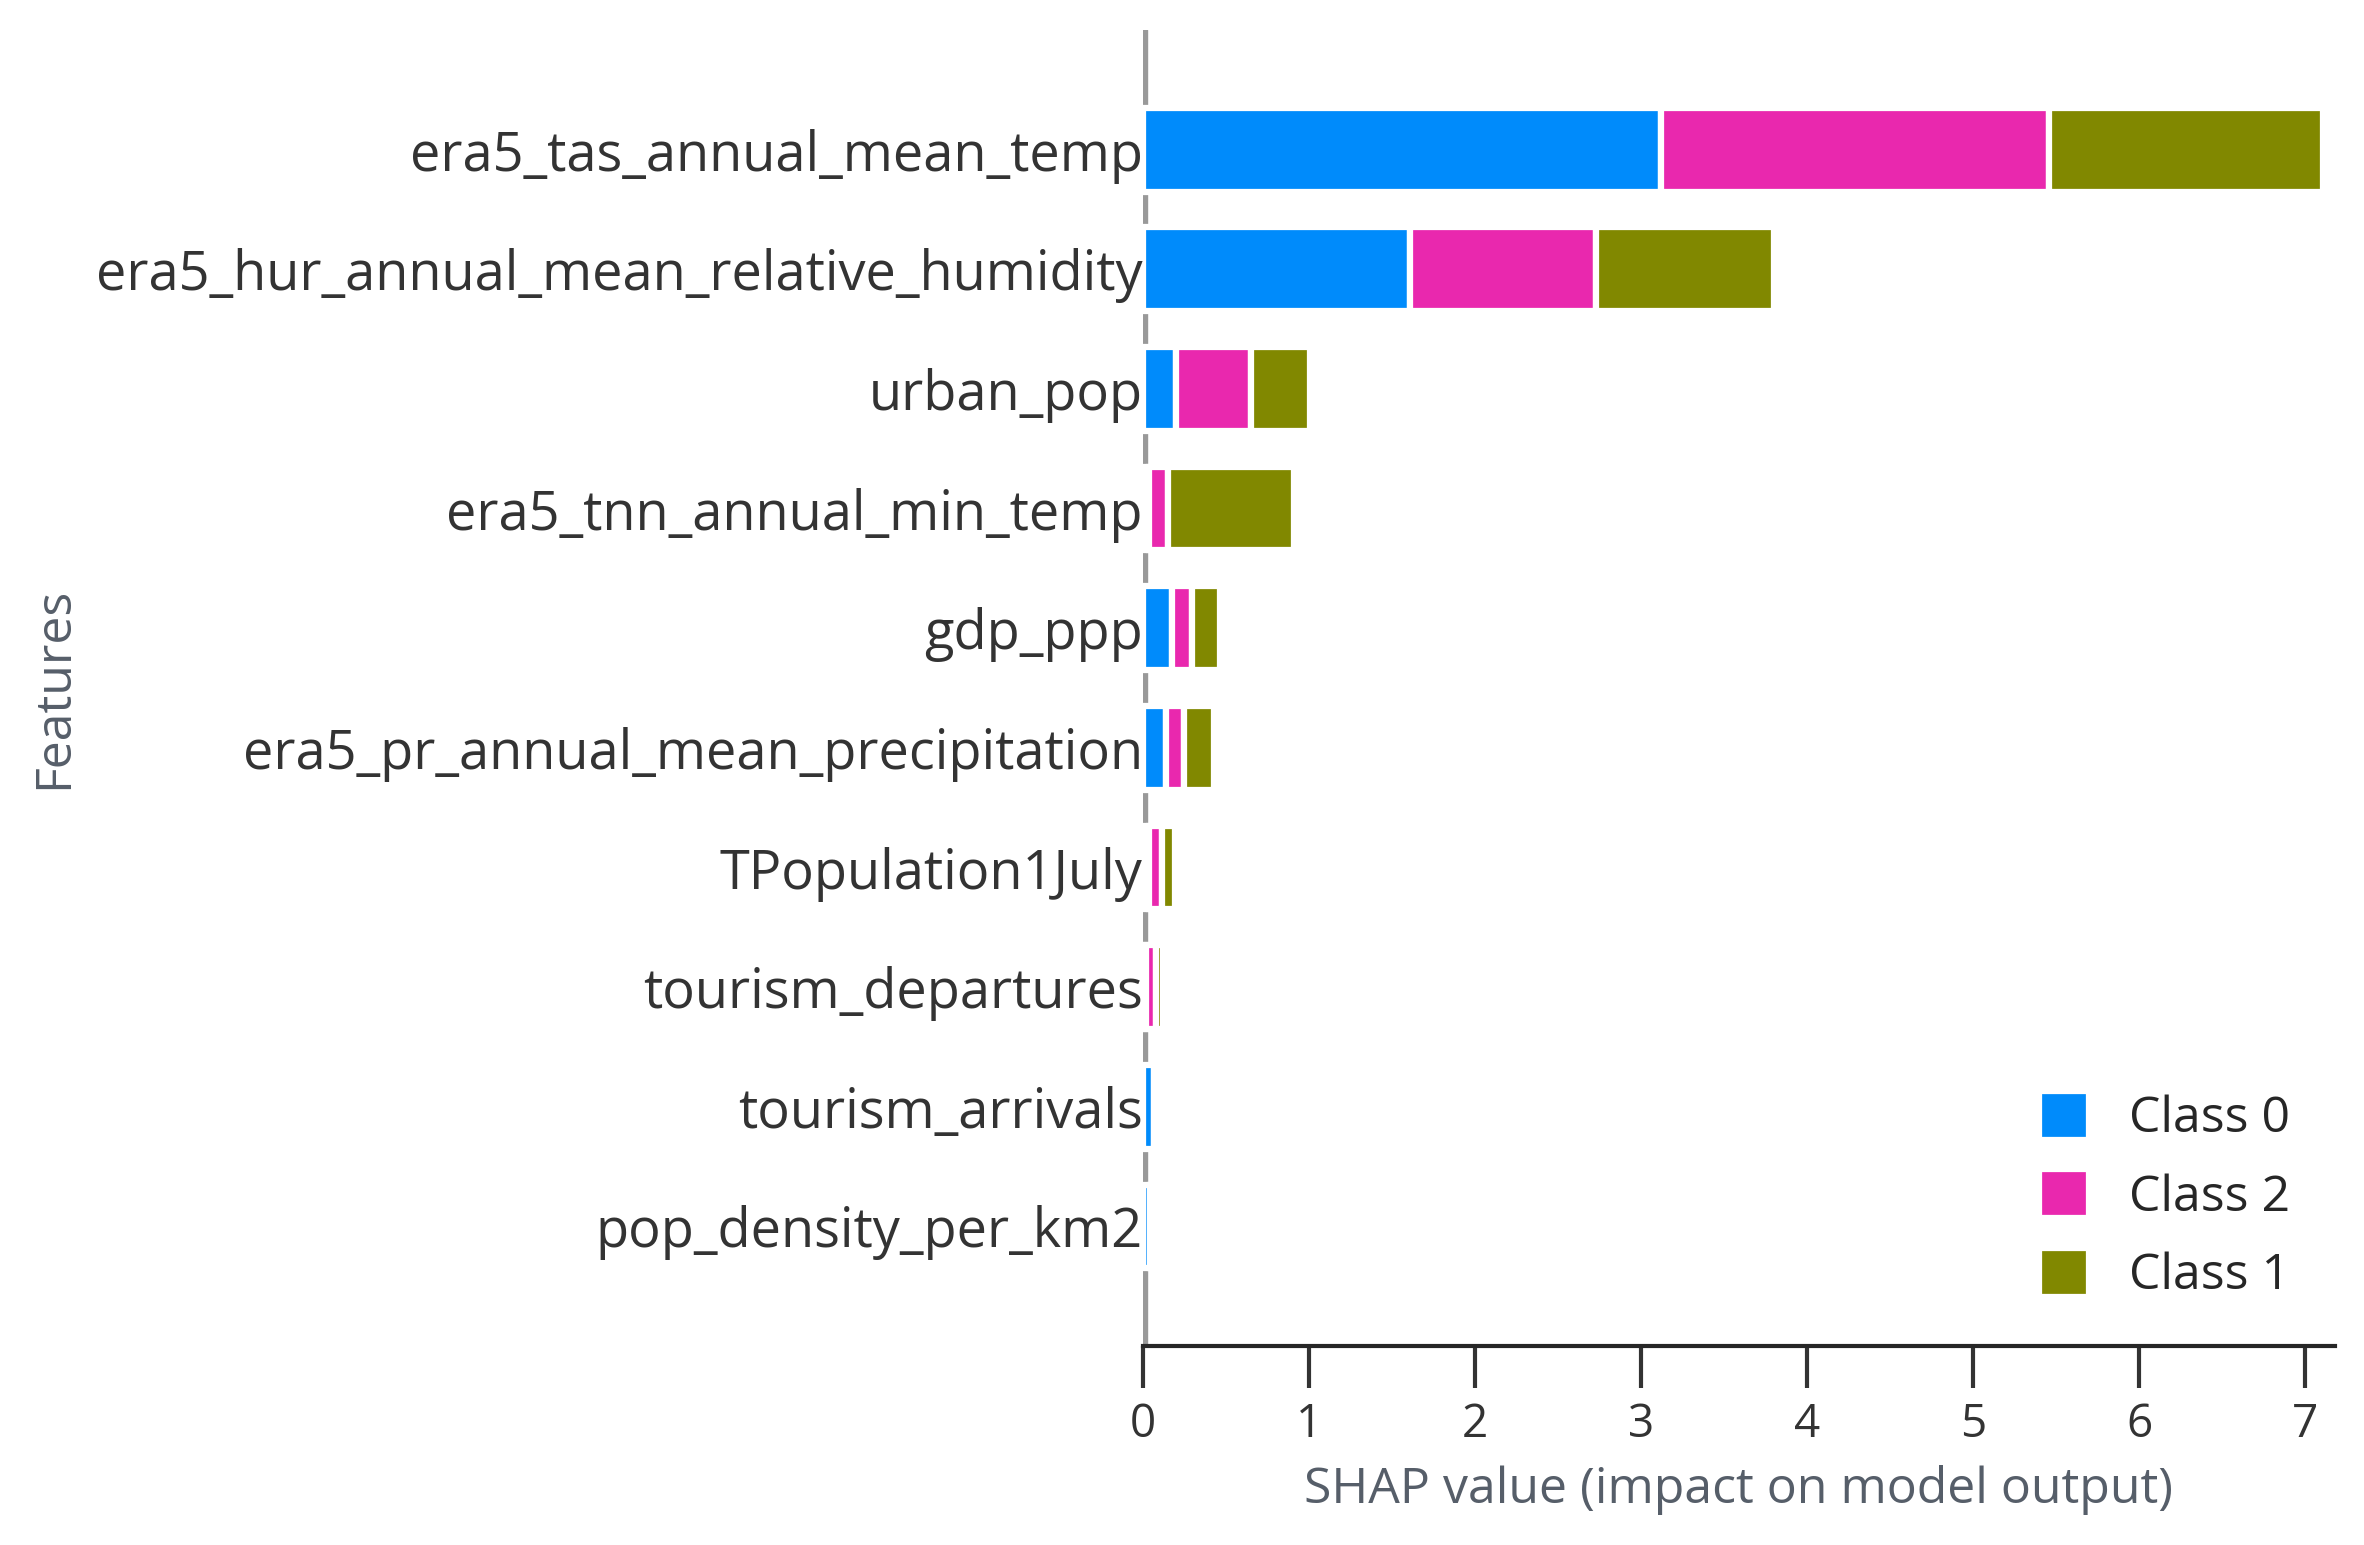 era5_tas_annual_mean_temp
era5_hur_annual_mean_relative_humidity
urban_pop
era5_tnn_annual_min_temp
gdp_ppp
era5_pr_annual_mean_precipitation
TPopulation1July
tourism_departures
tourism_arrivals
pop_density_per_km2
Features
Class 0
Class 2
Class 1
0 1 2 3 4 5 6 7
SHAP value (impact on model output)